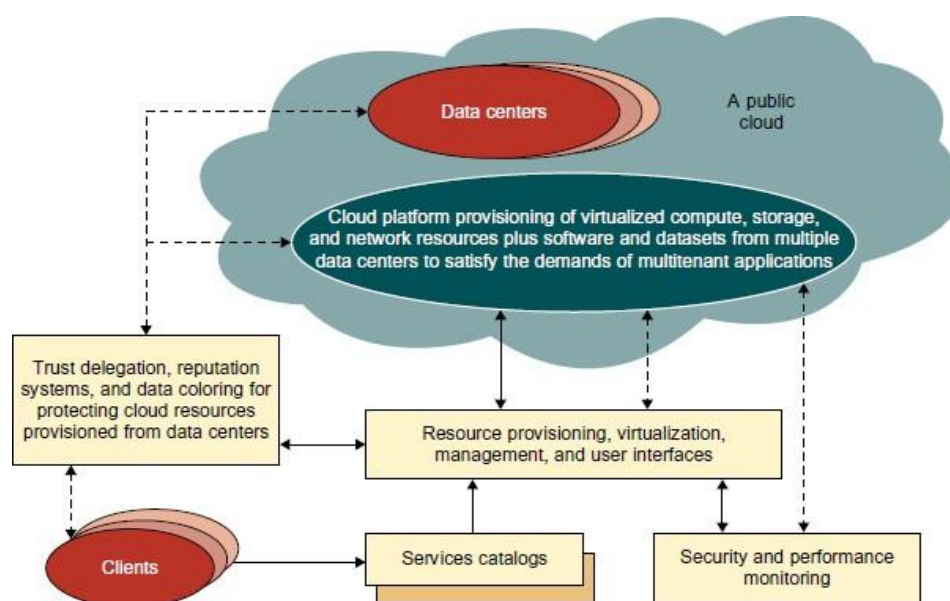 Data centers
A public
cloud
Cloud platform provisioning of virtualized compute, storage,
and network resources plus software and datasets from multiple
data centers to satisfy the demands of multitenant applications
Trust delegation, reputation
systems, and data coloring for
protecting cloud resources
provisioned from data centers
Resource provisioning, virtualization,
management, and user interfaces
Clients
Services catalogs
Security and performance
monitoring